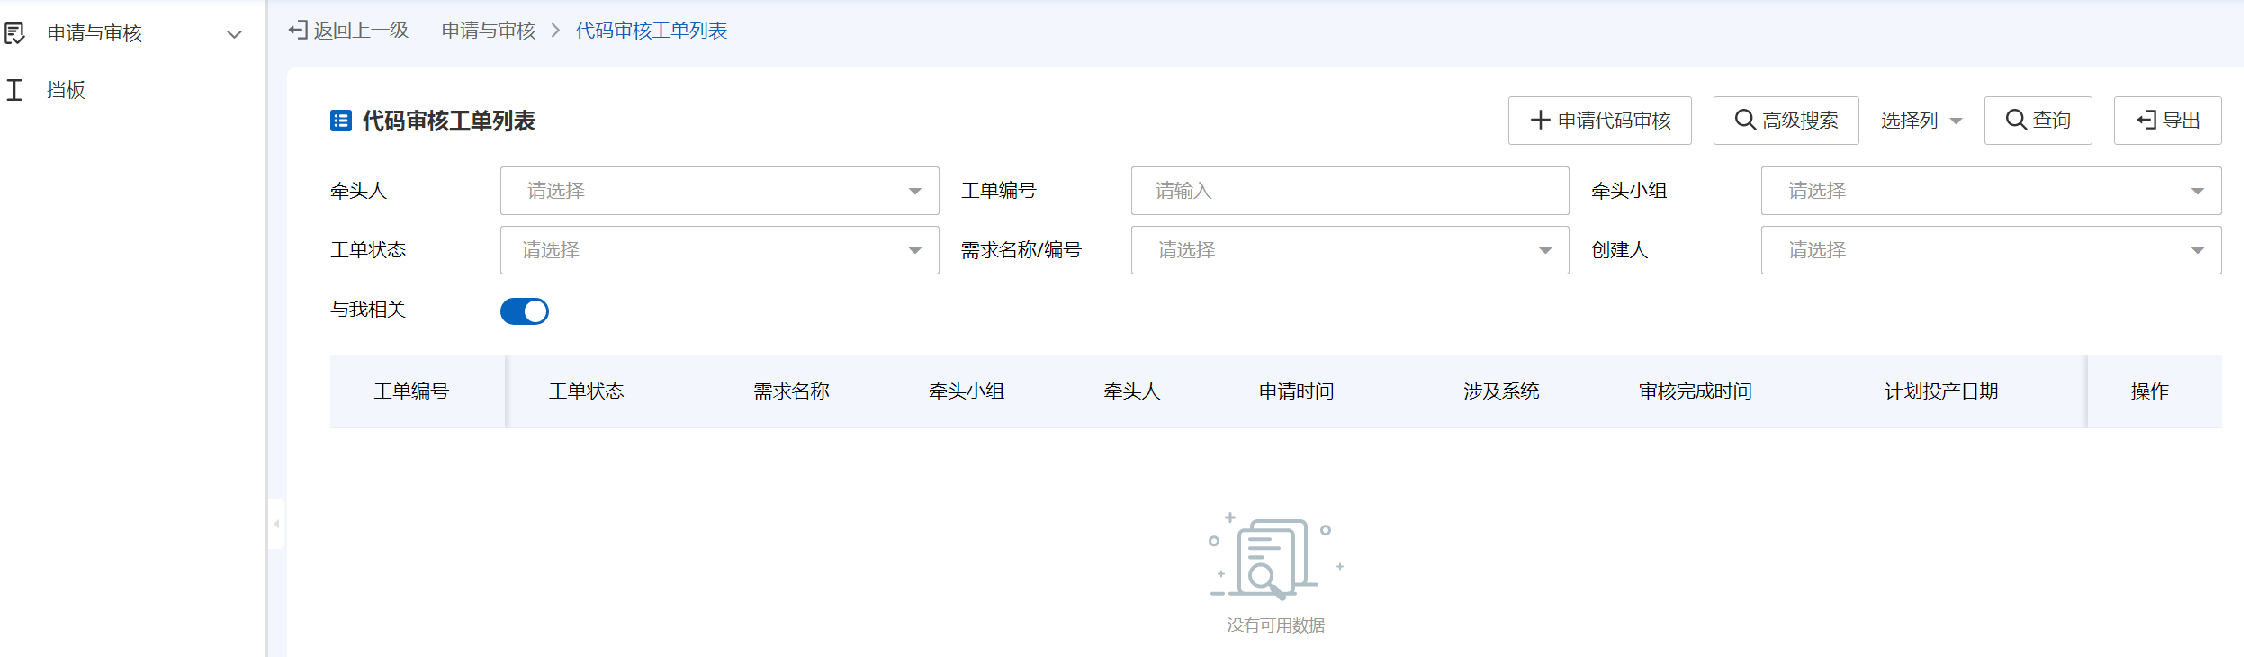 申请与审核
挡板
返回上一级 申请与审核 代码审核工单列表
代码审核工单列表 申请代码审核 高级搜索 选择列 查询 导出
牵头人 请选择 工单编号 请输入 牵头小组 请选择
工单状态 请选择 需求名称/编号 请选择 创建人 请选择
与我相关
工单编号 工单状态 需求名称 牵头小组 牵头人 申请时间 涉及系统 审核完成时间 计划投产日期 操作
没有可用数据